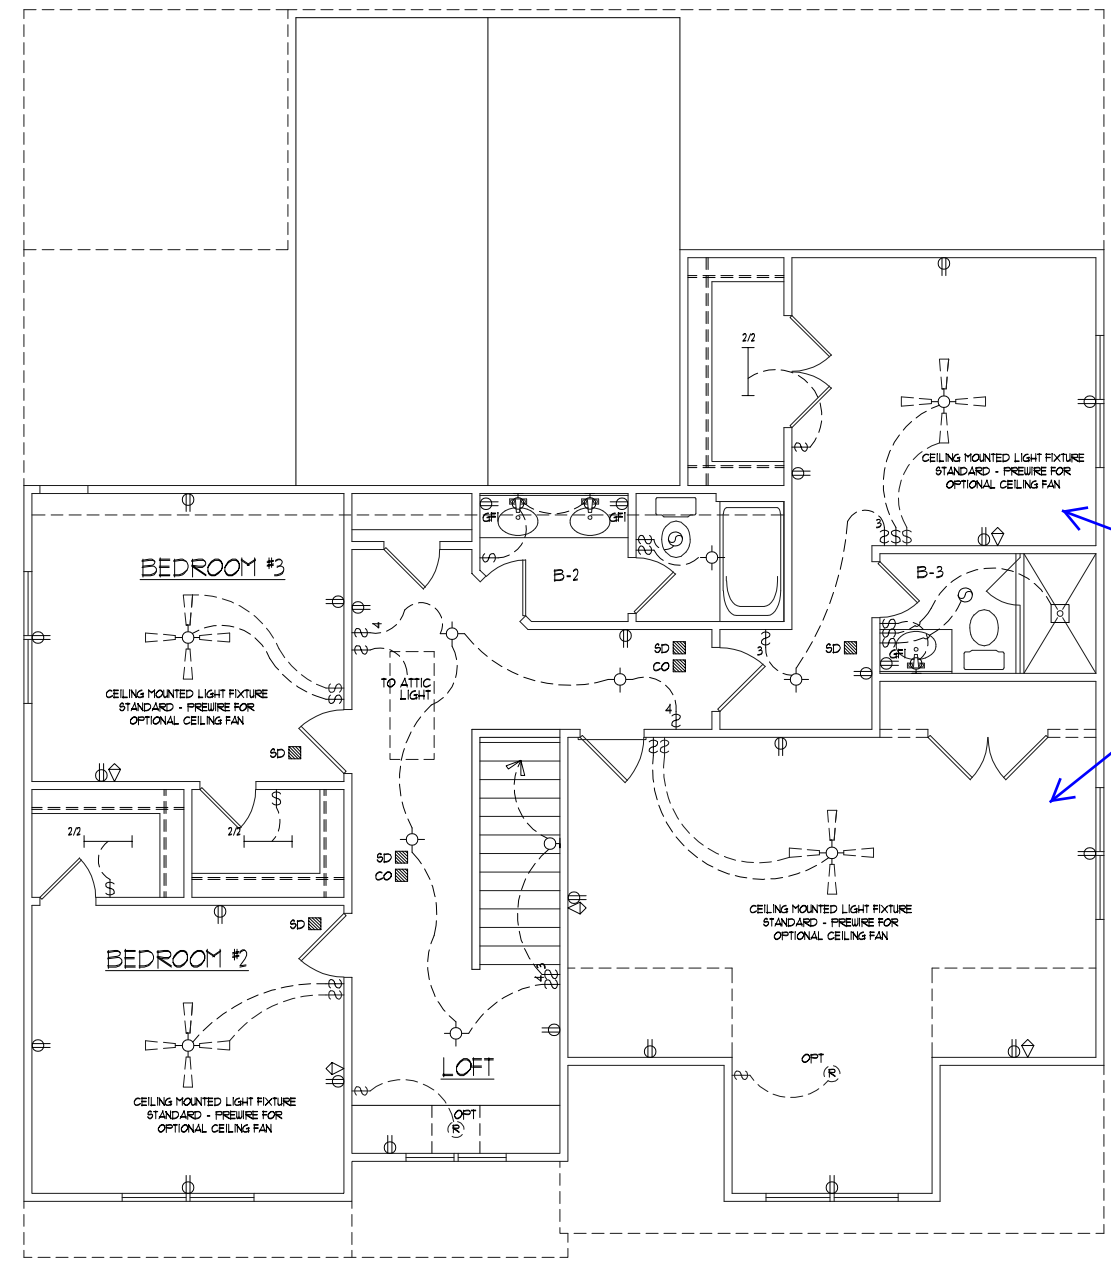 2/2
CEILING MOUNTED LIGHT FIXTURE
STANDARD - PREWIRE FOR
OPTIONAL CEILING FAN
GFI
GFI
3
BEDROOM #3
B-2
B-3
4
3
SD
CO
SD
GFI
TO ATTIC
LIGHT
CEILING MOUNTED LIGHT FIXTURE
STANDARD - PREWIRE FOR
OPTIONAL CEILING FAN
4
SD
2/2
2/2
SD
CO
CEILING MOUNTED LIGHT FIXTURE
STANDARD - PREWIRE FOR
OPTIONAL CEILING FAN
SD
BEDROOM #2
4 3
LOFT
OPT
R
CEILING MOUNTED LIGHT FIXTURE
STANDARD - PREWIRE FOR
OPTIONAL CEILING FAN
OPT
R